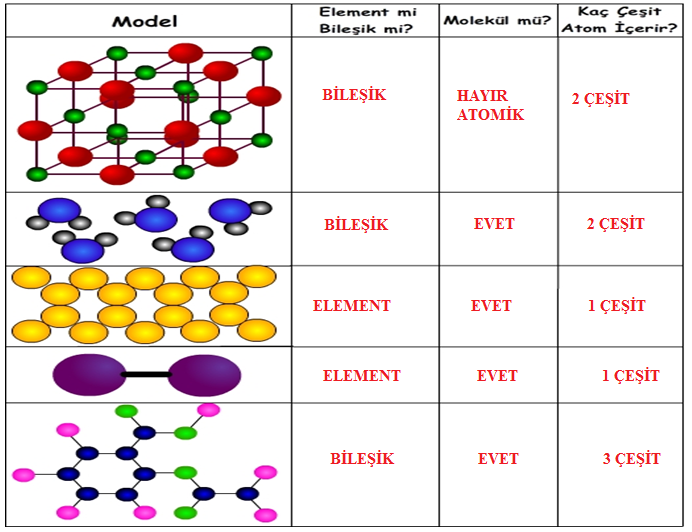 Model
Element mi
Bileşik mi?
Molekül mü?
Kaç Çeşit
Atom İçerir?
BİLEŞİK
HAYIR
ATOMİK
2 ÇEŞİT
BİLEŞİK
EVET
2 ÇEŞİT
ELEMENT
EVET
1 ÇEŞİT
ELEMENT
EVET
1 ÇEŞİT
BİLEŞİK
EVET
3 ÇEŞİT